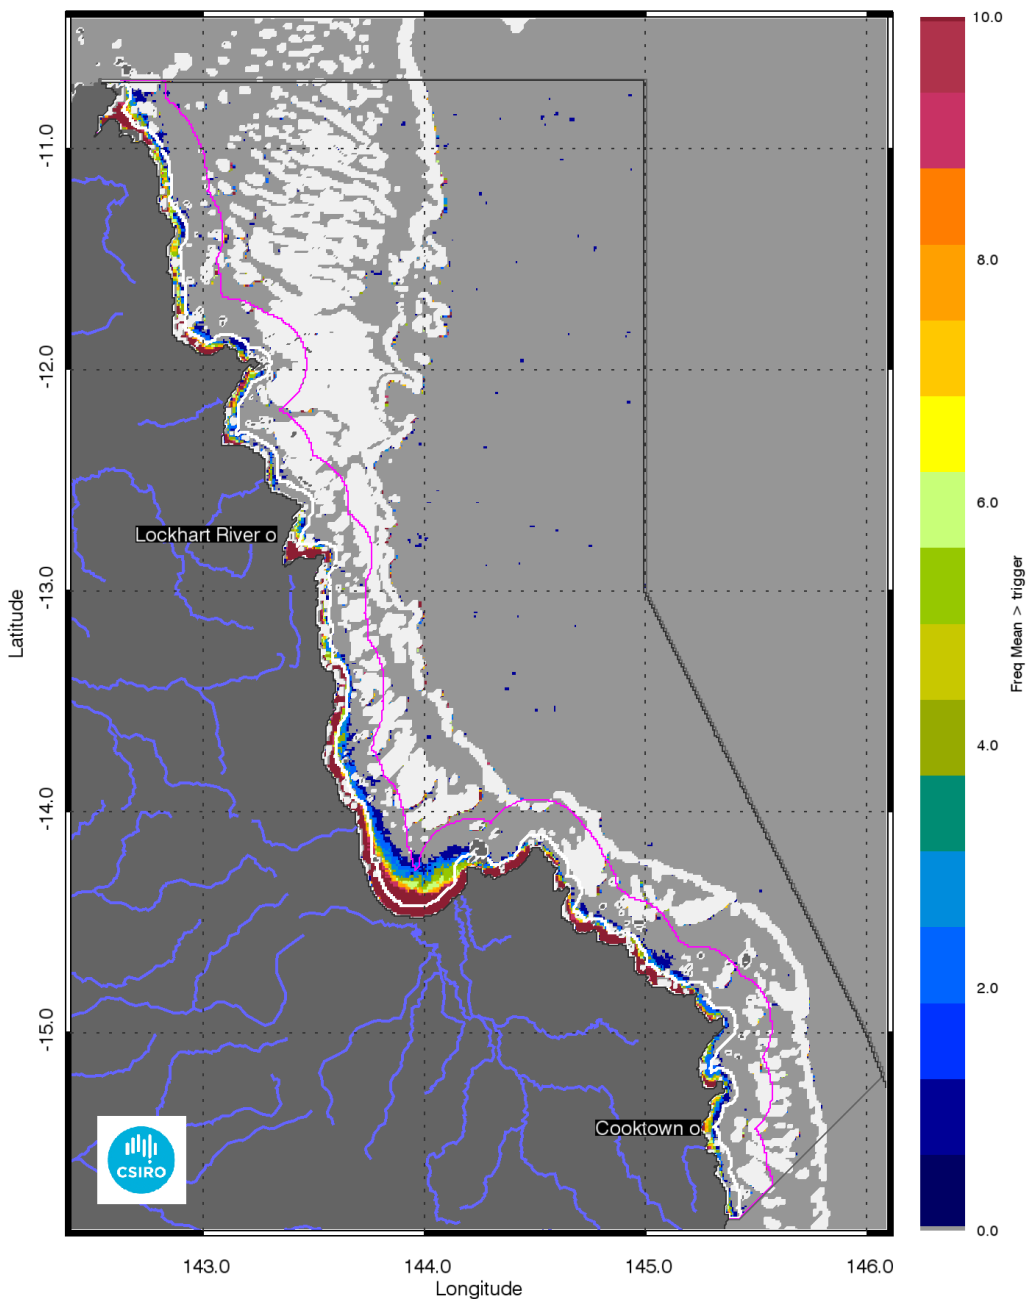 10.0
8.0
6.0
4.0
2.0
0.0
Freq Mean > trigger
-11.0
-12.0
-13.0
-14.0
-15.0
Latitude
Lockhart River o
Cooktown o
CSIRO
143.0 144.0 145.0 146.0
Longitude